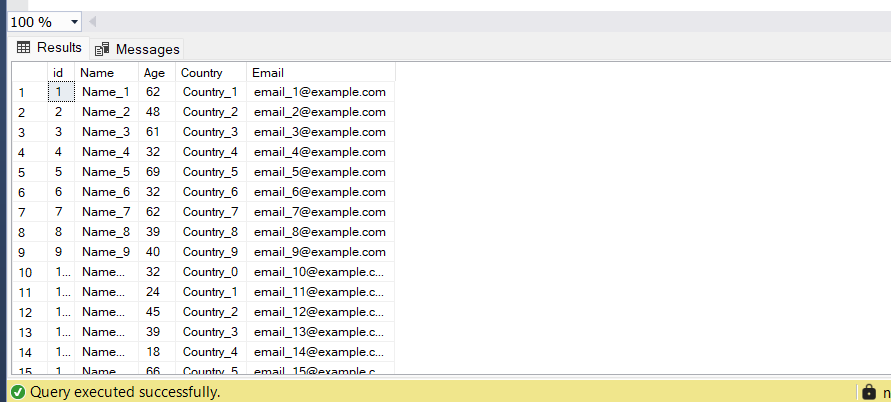 100 %
Results Messages
id Name Age Country Email
1 1 Name_1 62 Country_1 email_1@example.com
2 2 Name_2 48 Country_2 email_2@example.com
3 3 Name_3 61 Country_3 email_3@example.com
4 4 Name_4 32 Country_4 email_4@example.com
5 5 Name_5 69 Country_5 email_5@example.com
6 6 Name_6 32 Country_6 email_6@example.com
7 7 Name_7 62 Country_7 email_7@example.com
8 8 Name_8 39 Country_8 email_8@example.com
9 9 Name_9 40 Country_9 email_9@example.com
10 1... Name... 32 Country_0 email_10@example.c...
11 1... Name... 24 Country_1 email_11@example.c...
12 1... Name... 45 Country_2 email_12@example.c...
13 1... Name... 39 Country_3 email_13@example.c...
14 1... Name... 18 Country_4 email_14@example.c...
15 1... Name... 66 Country_5 email_15@example.c...
Query executed successfully. n